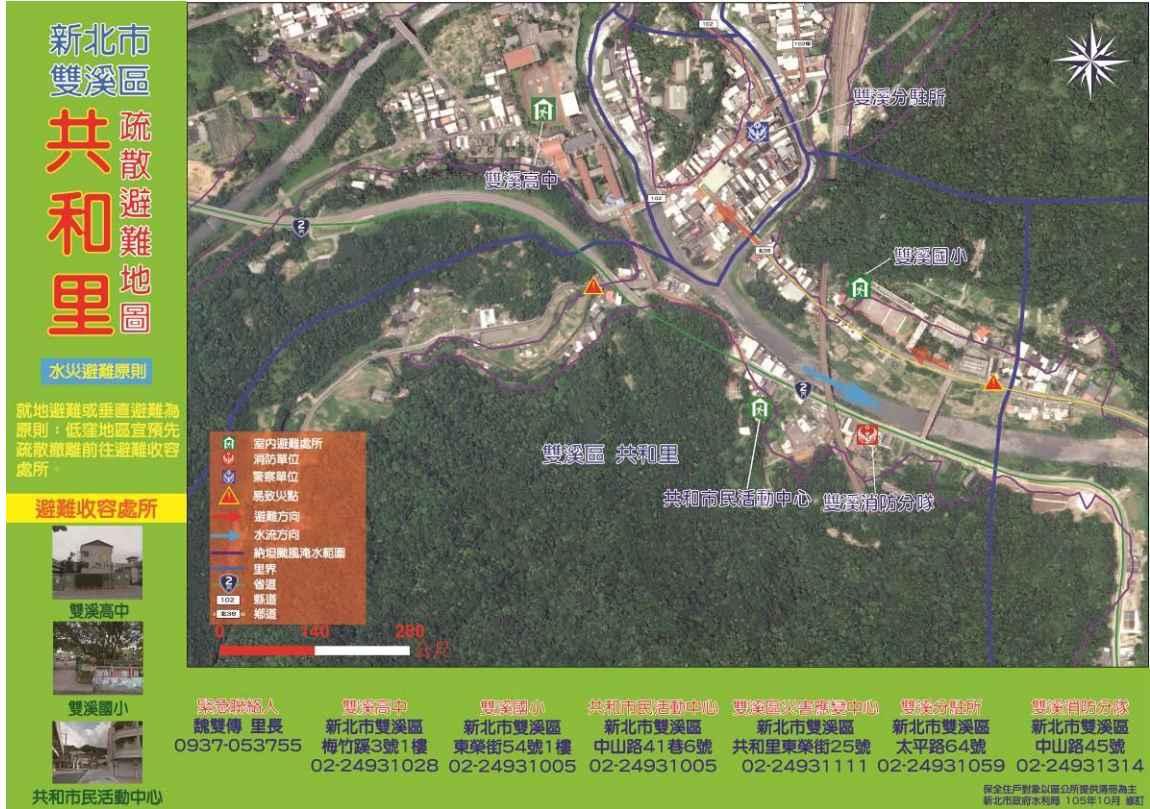 新北市
雙溪區
共和里
疏散避難地圖
水災避難原則
就地避難或垂直避難為
原則：低窪地區宜預先
疏散撤離前往避難收容
處所。
避難收容處所
雙溪高中
雙溪國小
共和市民活動中心
102
102甲
雙溪分駐所
雙溪高中
102
2丙
北38
雙溪國小
2丙
雙溪區 共和里
共和市民活動中心
雙溪消防分隊
室內避難處所
消防單位
警察單位
易致災點
避難方向
水流方向
納坦颱風淹水範圍
里界
2丙
省道
102
縣道
北38
鄉道
0 140 280
公尺
緊急聯絡人
魏雙傳 里長
0937-053755
雙溪高中
新北市雙溪區
梅竹蹊3號1樓
02-24931028
雙溪國小
新北市雙溪區
東榮街54號1樓
02-24931005
共和市民活動中心
新北市雙溪區
中山路41巷6號
02-24931005
雙溪區災害應變中心
新北市雙溪區
共和里東榮街25號
02-24931111
雙溪分駐所
新北市雙溪區
太平路64號
02-24931059
雙溪消防分隊
新北市雙溪區
中山路45號
02-24931314
保全住戶對象以區公所提供清冊為主
新北市政府水利局 105年10月 修訂